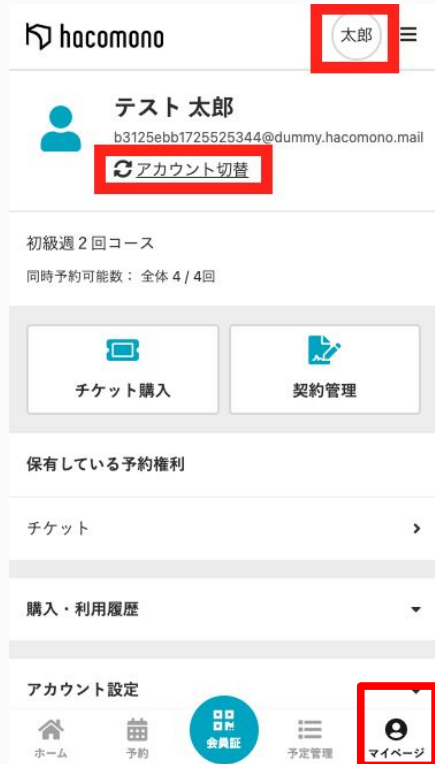 hacomono
太郎
テスト 太郎
b3125ebb1725525344@dummy.hacomono.mail
アカウント切替
初級週2回コース
同時予約可能数： 全体 4 / 4回
チケット購入
契約管理
保有している予約権利
チケット
購入・利用履歴
アカウント設定
ホーム
予約
会員証
予定管理
マイページ